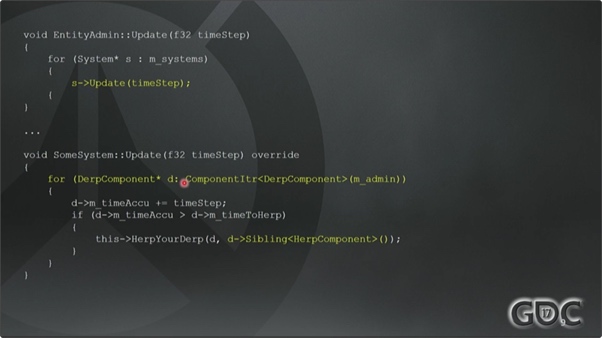 void EntityAdmin::Update(f32 timeStep)
{
    for (System* s : m_systems)
    {
        s->Update(timeStep);
    {
}
...
void SomeSystem::Update(f32 timeStep) override
{
    for (DerpComponent* d: ComponentItr<DerpComponent>(m_admin))
    {
        d->m_timeAccu += timeStep;
        if (d->m_timeAccu > d->m_timeToHerp)
        {
            this->HerpYourDerp(d, d->Sibling<HerpComponent>());
        }
    }
}
GDC
17
9